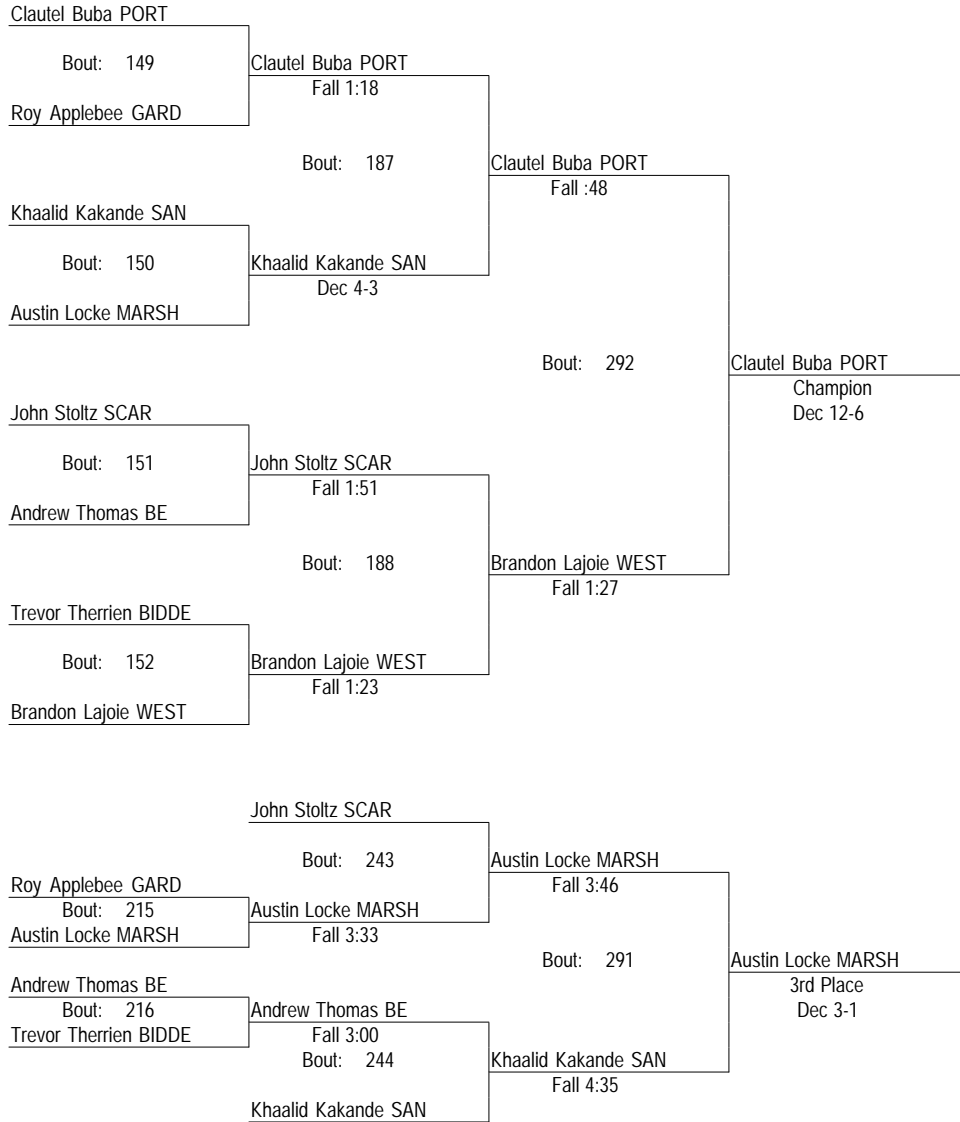 Clautel Buba PORT
Bout: 149
Clautel Buba PORT
Fall 1:18
Roy Applebee GARD
Bout: 187
Clautel Buba PORT
Fall :48
Khaalid Kakande SAN
Bout: 150
Khaalid Kakande SAN
Dec 4-3
Austin Locke MARSH
Bout: 292
Clautel Buba PORT
Champion
Dec 12-6
John Stoltz SCAR
Bout: 151
John Stoltz SCAR
Fall 1:51
Andrew Thomas BE
Bout: 188
Brandon Lajoie WEST
Fall 1:27
Trevor Therrien BIDDE
Bout: 152
Brandon Lajoie WEST
Fall 1:23
Brandon Lajoie WEST
John Stoltz SCAR
Bout: 243
Austin Locke MARSH
Fall 3:46
Roy Applebee GARD
Bout: 215
Austin Locke MARSH
Austin Locke MARSH
Fall 3:33
Bout: 291
Austin Locke MARSH
3rd Place
Dec 3-1
Andrew Thomas BE
Bout: 216
Andrew Thomas BE
Trevor Therrien BIDDE
Fall 3:00
Bout: 244
Khaalid Kakande SAN
Fall 4:35
Khaalid Kakande SAN